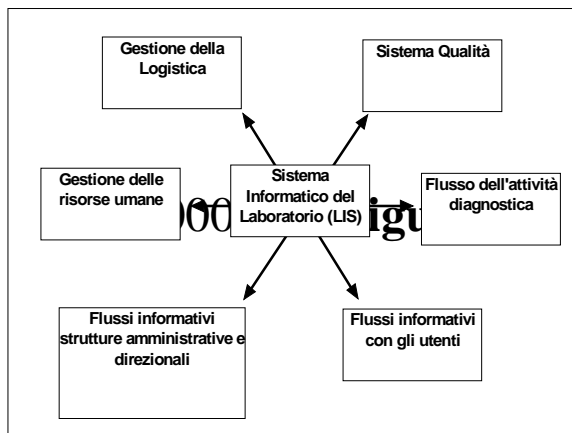 Gestione della
Logistica
Sistema Qualità
Gestione delle
risorse umane
Sistema
Informatico del
Laboratorio (LIS)
Flusso dell'attività
diagnostica
Flussi informativi
strutture amministrative e
direzionali
Flussi informativi
con gli utenti